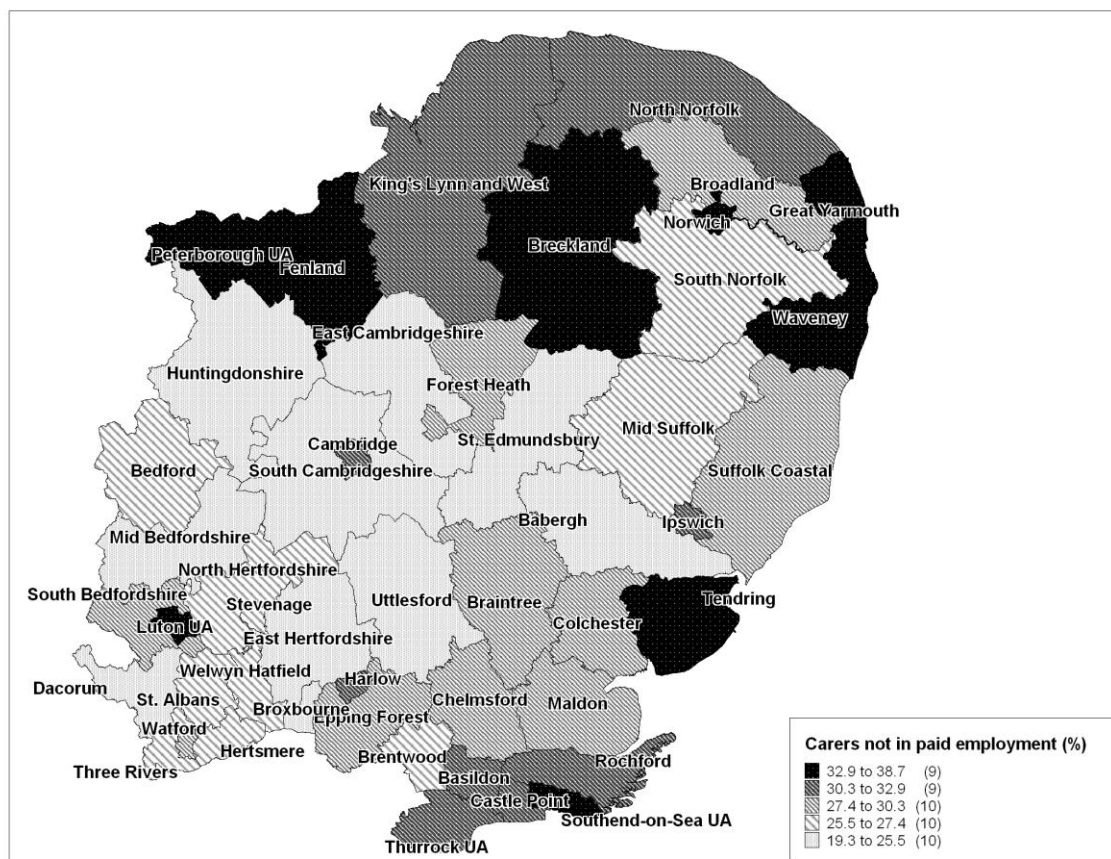 North Norfolk
King's Lynn and West
Broadland
Great Yarmouth
Norwich
Breckland
Peterborough UA
Fenland
South Norfolk
Waveney
East Cambridgeshire
Huntingdonshire
Forest Heath
Mid Suffolk
Cambridge
St. Edmundsbury
Bedford
South Cambridgeshire
Suffolk Coastal
Babergh
Ipswich
Mid Bedfordshire
North Hertfordshire
South Bedfordshire
Stevenage
Uttlesford
Braintree
Tendring
Luton UA
Colchester
East Hertfordshire
Welwyn Hatfield
Harlow
Dacorum
St. Albans
Broxbourne
Epping Forest
Chelmsford
Maldon
Watford
Hertsmere
Brentwood
Three Rivers
Basildon
Rochford
Castle Point
Southend-on-Sea UA
Thurrock UA
Carers not in paid employment (%)
32.9 to 38.7 (9)
30.3 to 32.9 (9)
27.4 to 30.3 (10)
25.5 to 27.4 (10)
19.3 to 25.5 (10)